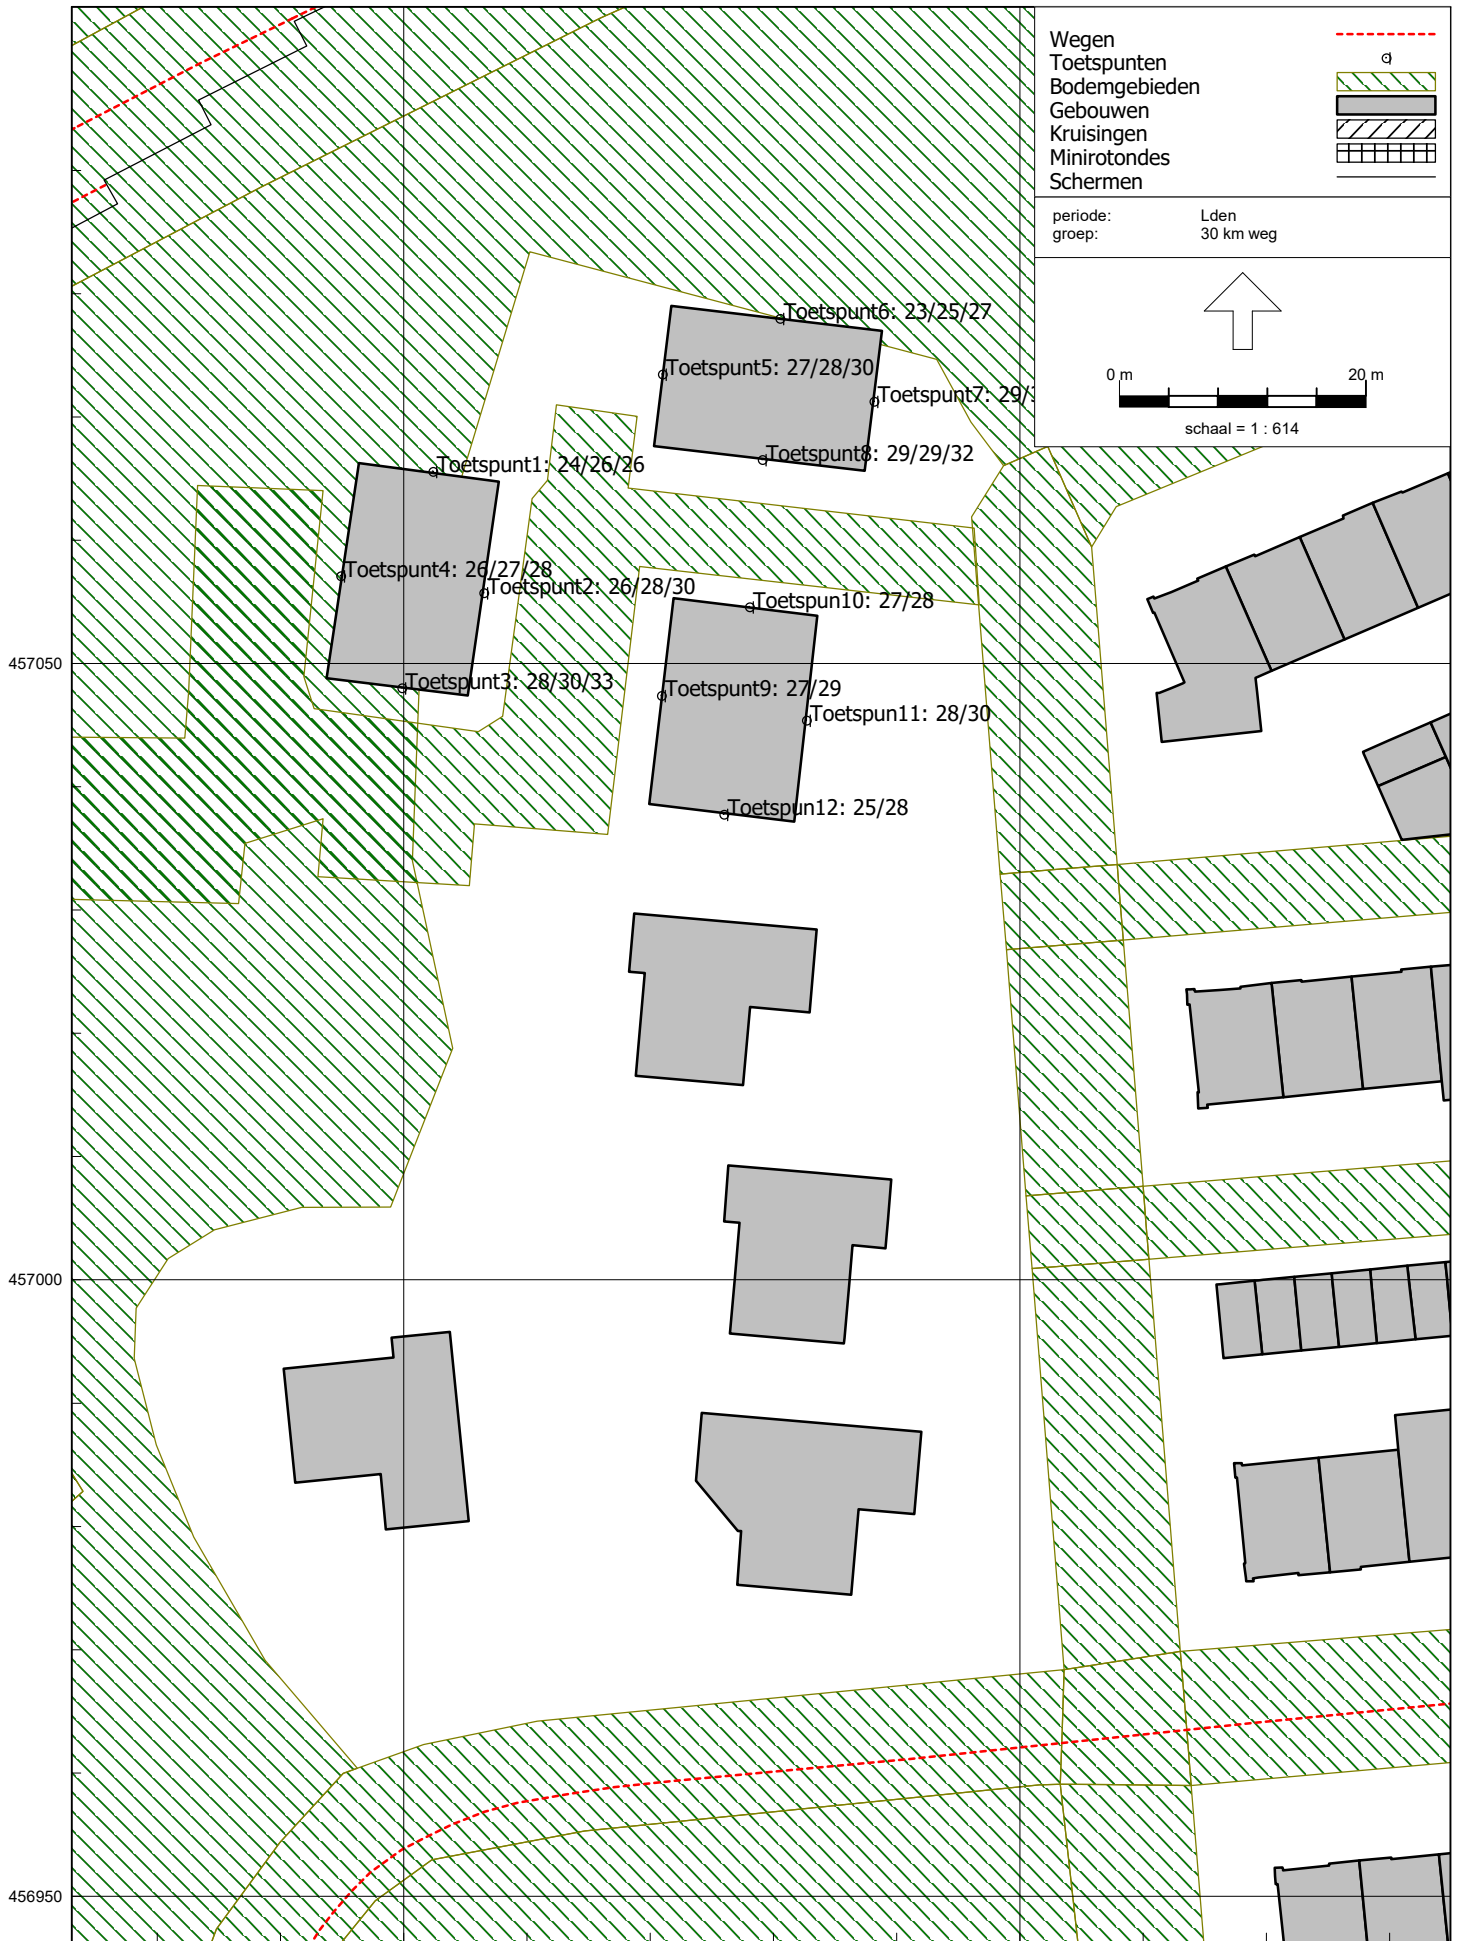 Wegen
Toetspunten
Bodemgebieden
Gebouwen
Kruisingen
Minirotondes
Schermen
periode: Lden
groep: 30 km weg
0 m 20 m
schaal = 1 : 614
Toetspunt6: 23/25/27
Toetspunt5: 27/28/30
Toetspunt7: 29/
Toetspunt8: 29/29/32
Toetspunt1: 24/26/26
Toetspunt4: 26/27/28
Toetspunt2: 26/28/30
Toetspun10: 27/28
457050
Toetspunt3: 28/30/33
Toetspunt9: 27/29
Toetspun11: 28/30
Toetspun12: 25/28
457000
456950